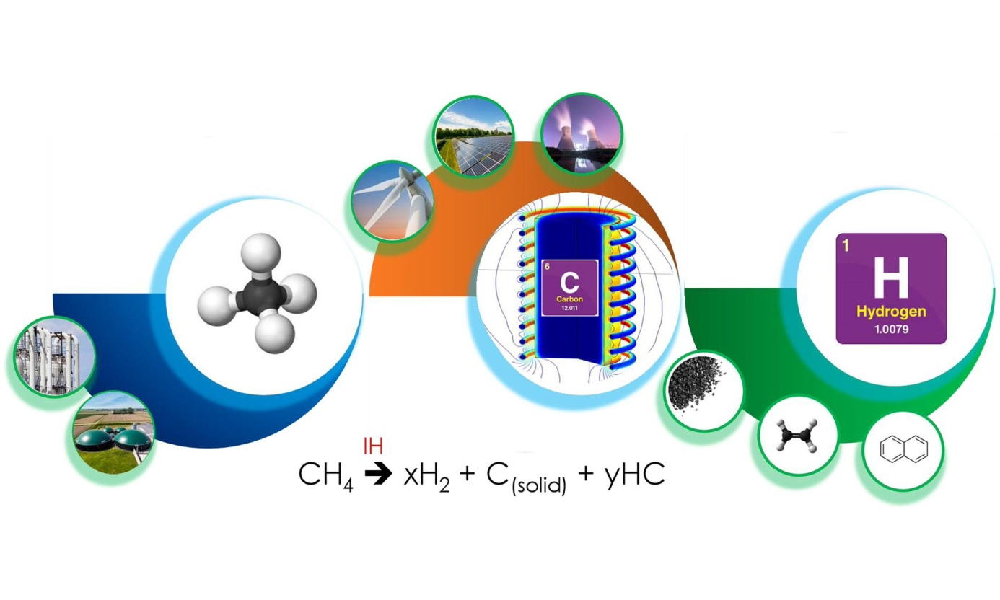 6
C
Carbon
12.011
1
H
Hydrogen
1.0079
IH
CH₄ ➔ xH₂ + C₍solid₎ + yHC